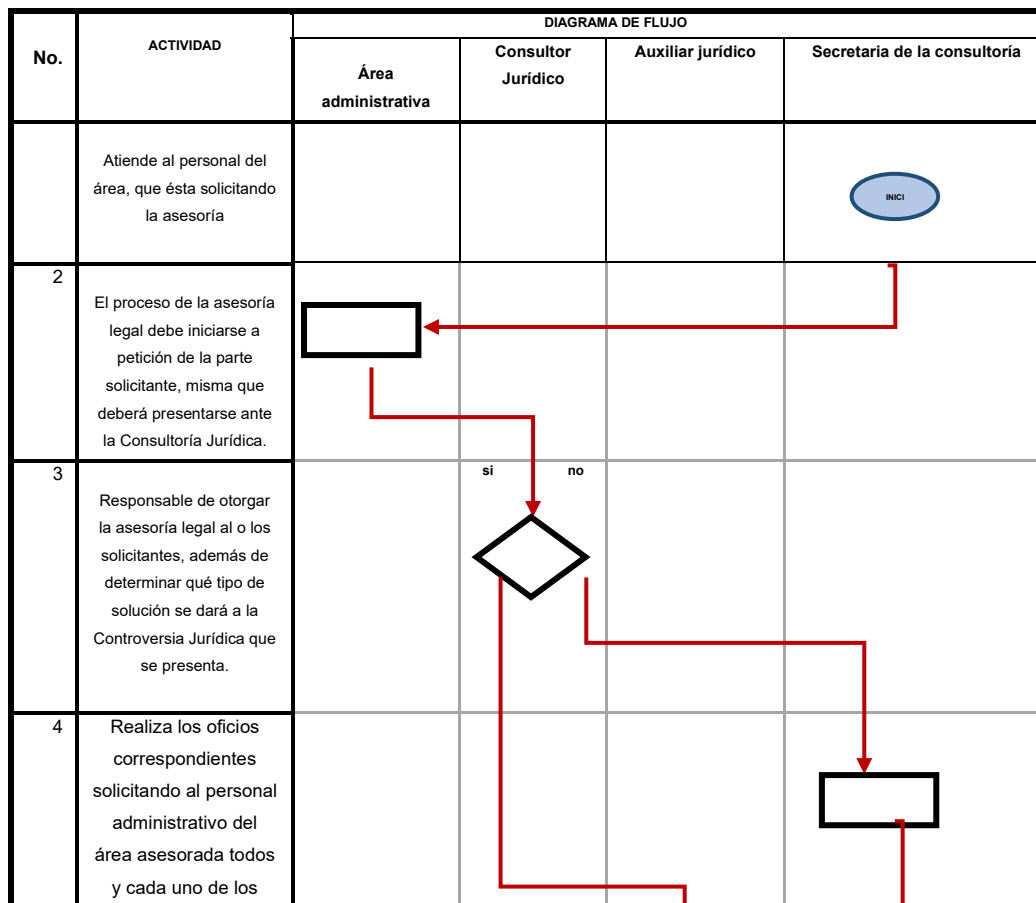 DIAGRAMA DE FLUJO
No.
ACTIVIDAD
Área
administrativa
Consultor
Jurídico
Auxiliar jurídico
Secretaria de la consultoría
Atiende al personal del
área, que ésta solicitando
la asesoría
INICI
2
El proceso de la asesoría
legal debe iniciarse a
petición de la parte
solicitante, misma que
deberá presentarse ante
la Consultoría Jurídica.
3
Responsable de otorgar
la asesoría legal al o los
solicitantes, además de
determinar qué tipo de
solución se dará a la
Controversia Jurídica que
se presenta.
si no
4
Realiza los oficios
correspondientes
solicitando al personal
administrativo del
área asesorada todos
y cada uno de los